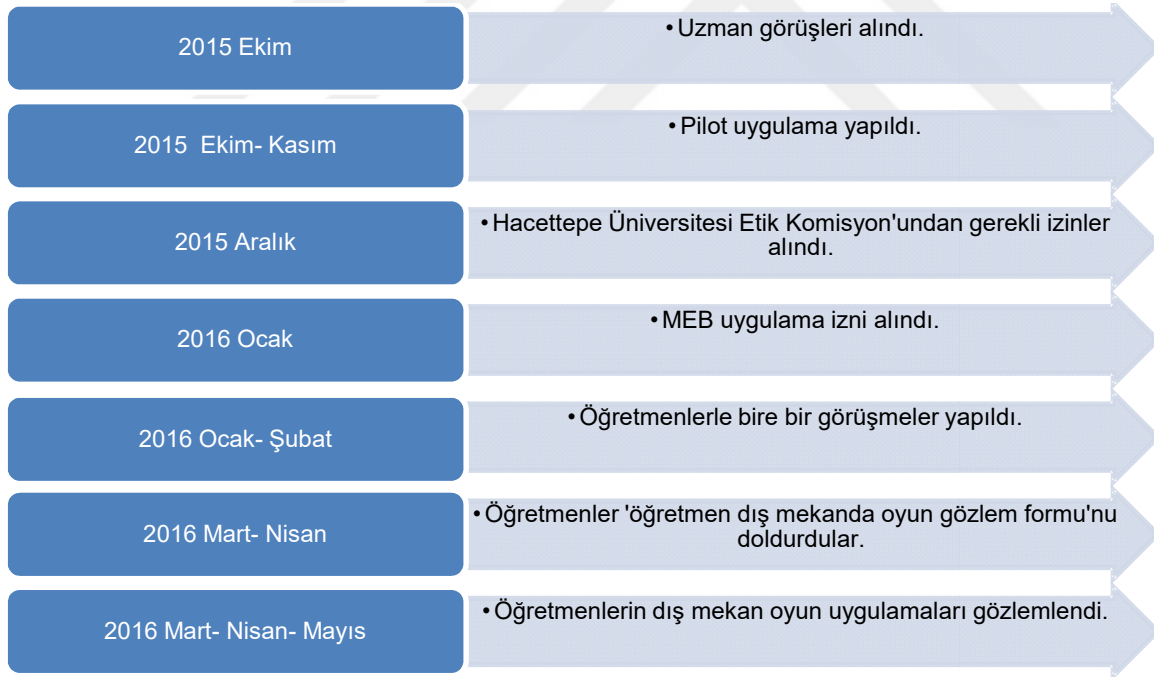 2015 Ekim
•Uzman görüşleri alındı.
2015  Ekim- Kasım
•Pilot uygulama yapıldı.
2015 Aralık
•Hacettepe Üniversitesi Etik Komisyon'undan gerekli izinler
alındı.
2016 Ocak
•MEB uygulama izni alındı.
2016 Ocak- Şubat
•Öğretmenlerle bire bir görüşmeler yapıldı.
2016 Mart- Nisan
•Öğretmenler 'öğretmen dış mekanda oyun gözlem formu'nu
doldurdular.
2016 Mart- Nisan- Mayıs
•Öğretmenlerin dış mekan oyun uygulamaları gözlemlendi.